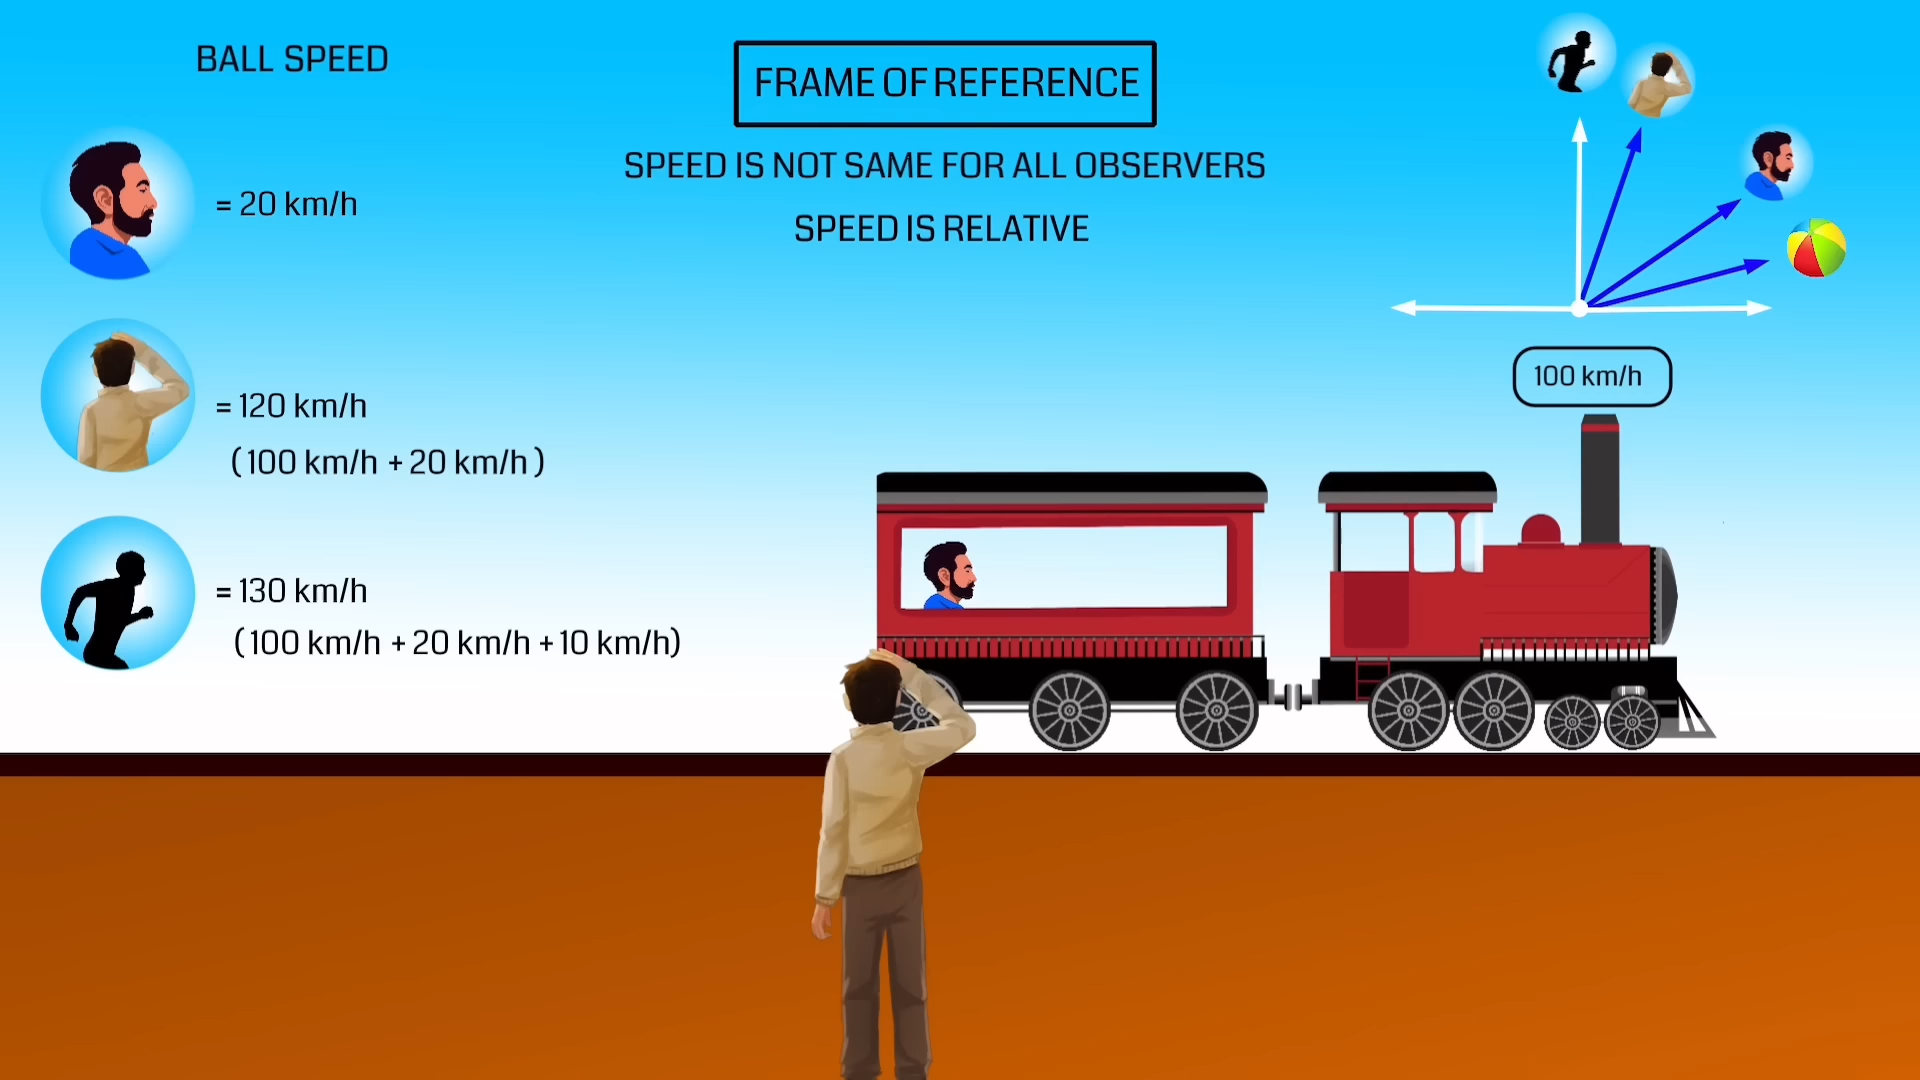 BALL SPEED
FRAME OF REFERENCE
SPEED IS NOT SAME FOR ALL OBSERVERS
SPEED IS RELATIVE
= 20 km/h
= 120 km/h
(100 km/h + 20 km/h)
= 130 km/h
(100 km/h + 20 km/h + 10 km/h)
100 km/h